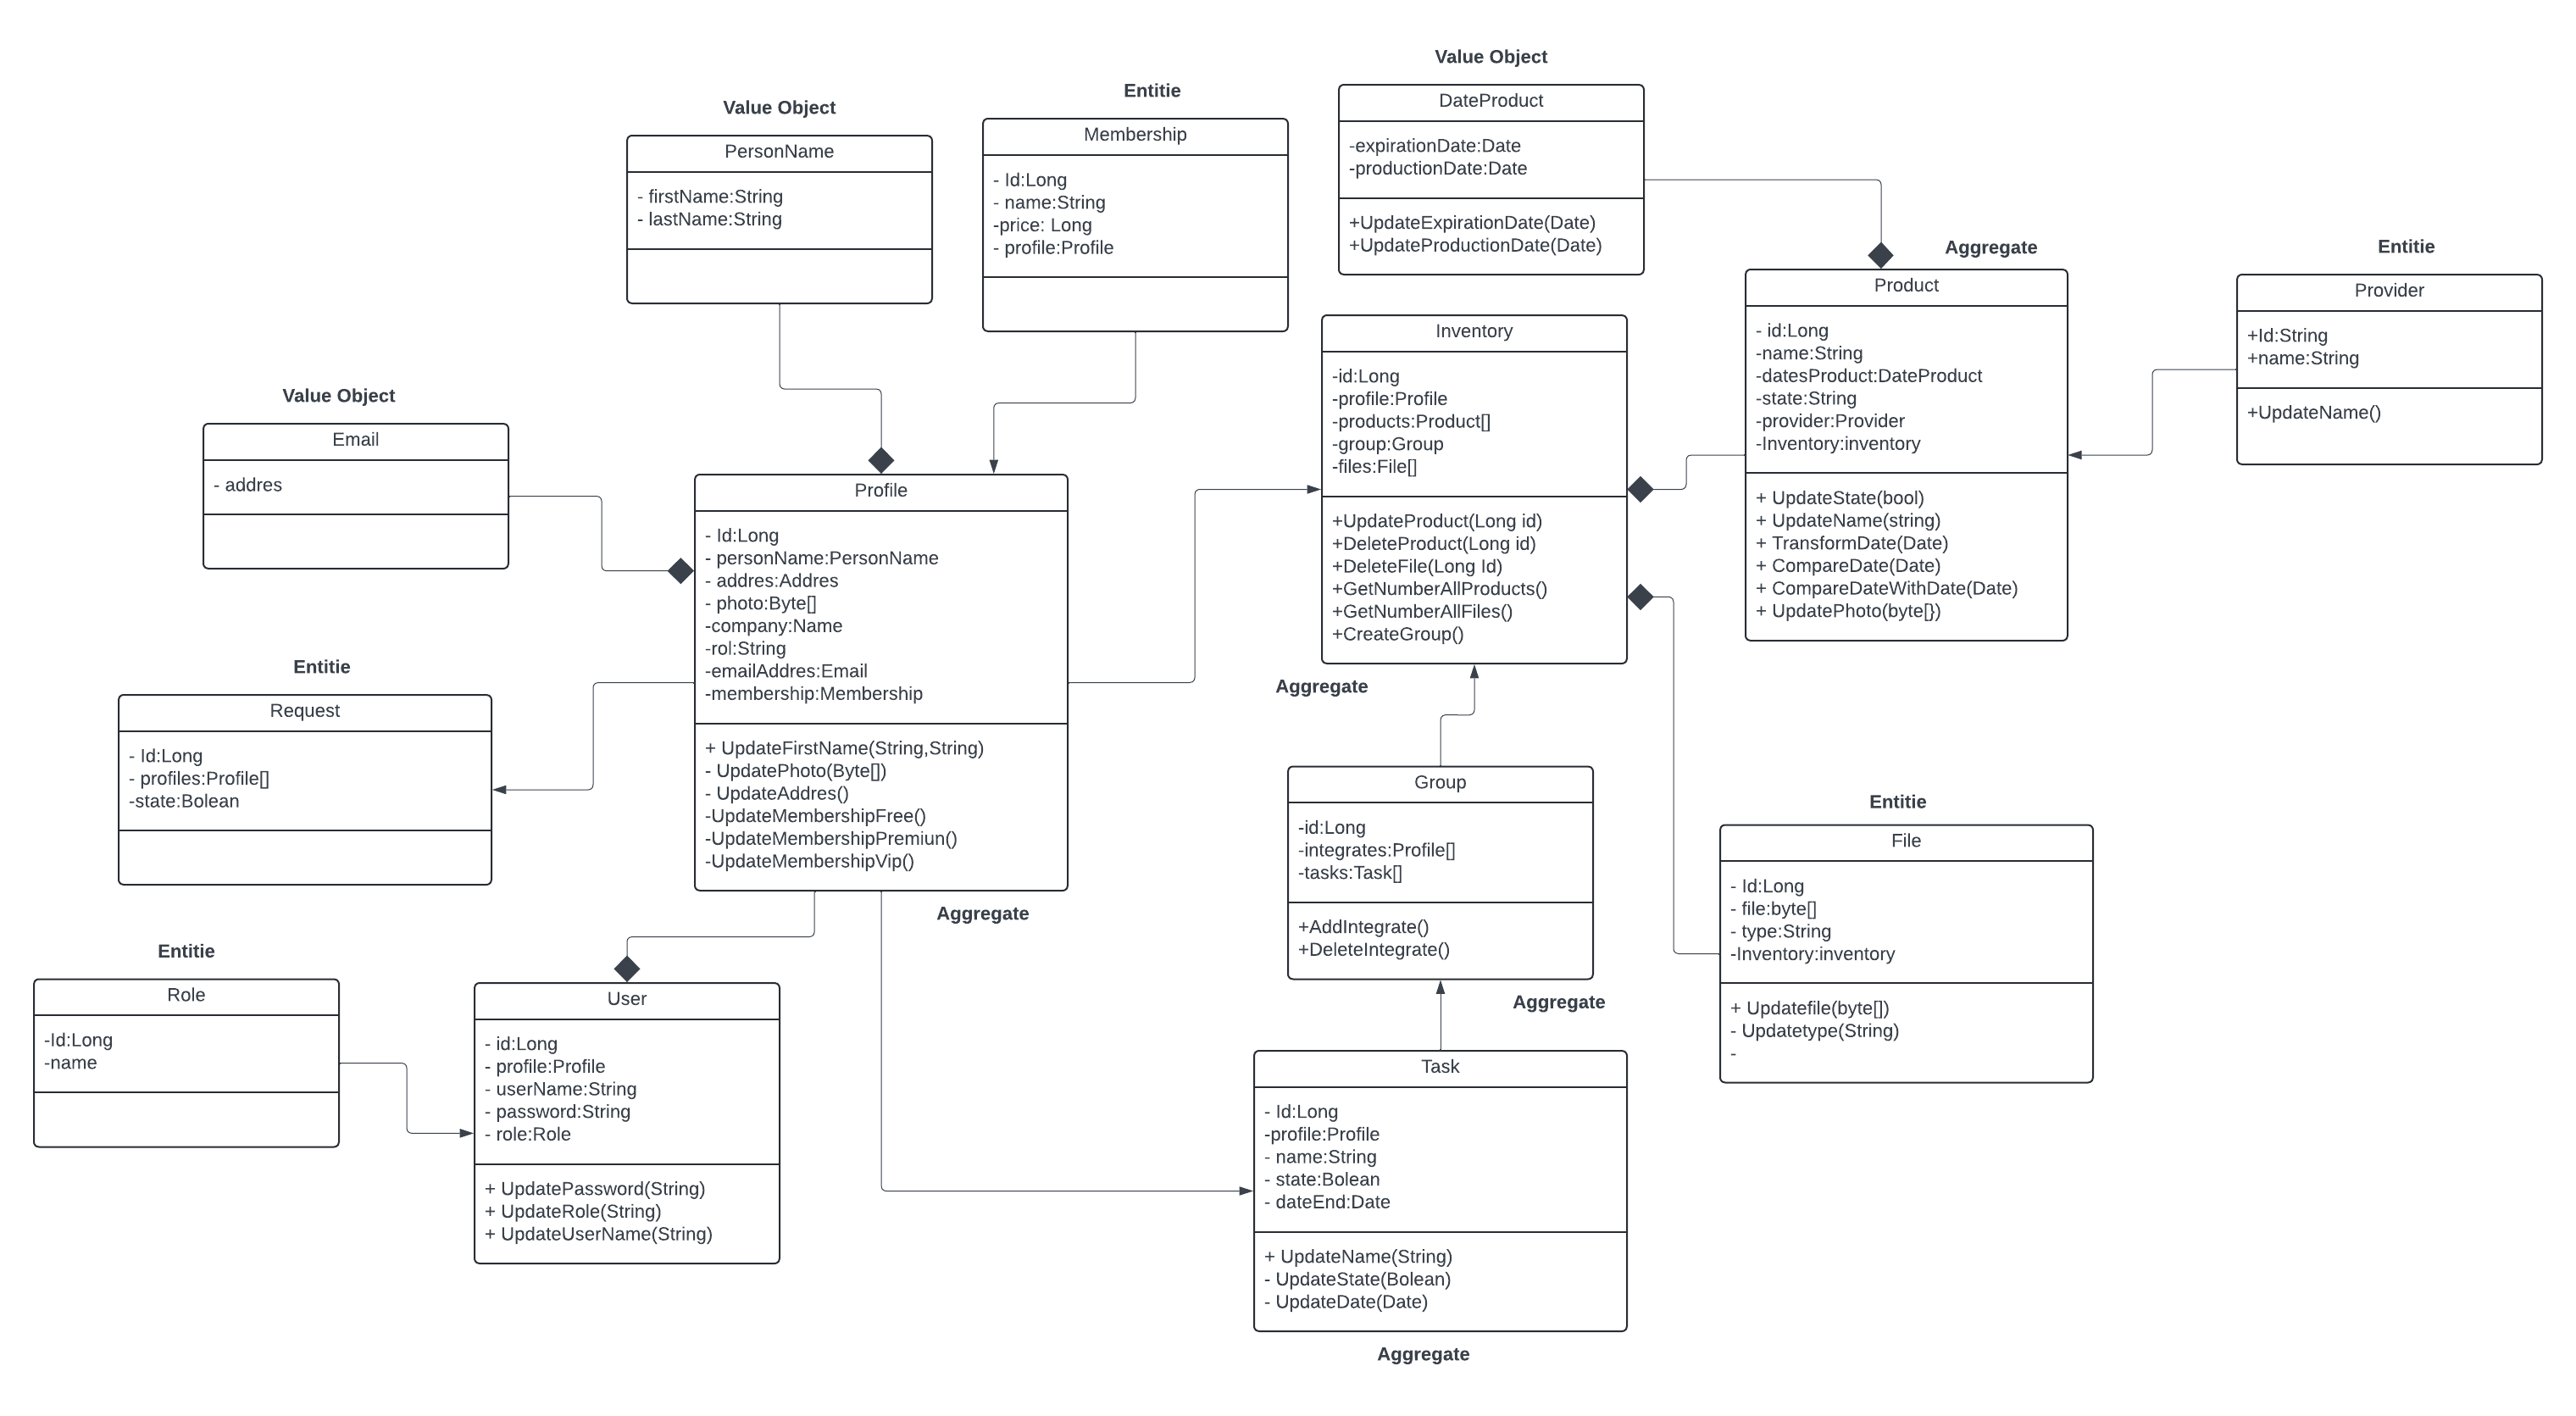 Value Object
DateProduct
-expirationDate:Date
-productionDate:Date
+UpdateExpirationDate(Date)
+UpdateProductionDate(Date)
Entitie
Membership
- Id:Long
- name:String
-price: Long
- profile:Profile
Value Object
PersonName
- firstName:String
- lastName:String
Aggregate
Product
- id:Long
-name:String
-datesProduct:DateProduct
-state:String
-provider:Provider
-Inventory:inventory
+ UpdateState(bool)
+ UpdateName(string)
+ TransformDate(Date)
+ CompareDate(Date)
+ CompareDateWithDate(Date)
+ UpdatePhoto(byte[})
Entitie
Provider
+Id:String
+name:String
+UpdateName()
Inventory
-id:Long
-profile:Profile
-products:Product[]
-group:Group
-files:File[]
+UpdateProduct(Long id)
+DeleteProduct(Long id)
+DeleteFile(Long Id)
+GetNumberAllProducts()
+GetNumberAllFiles()
+CreateGroup()
Aggregate
Value Object
Email
- addres
Profile
- Id:Long
- personName:PersonName
- addres:Addres
- photo:Byte[]
-company:Name
-rol:String
-emailAddres:Email
-membership:Membership
+ UpdateFirstName(String,String)
- UpdatePhoto(Byte[])
- UpdateAddres()
-UpdateMembershipFree()
-UpdateMembershipPremiun()
-UpdateMembershipVip()
Aggregate
Entitie
Request
- Id:Long
- profiles:Profile[]
-state:Bolean
Group
-id:Long
-integrates:Profile[]
-tasks:Task[]
+AddIntegrate()
+DeleteIntegrate()
Aggregate
Entitie
File
- Id:Long
- file:byte[]
- type:String
-Inventory:inventory
+ Updatefile(byte[])
- Updatetype(String)
-
Entitie
Role
-Id:Long
-name
User
- id:Long
- profile:Profile
- userName:String
- password:String
- role:Role
+ UpdatePassword(String)
+ UpdateRole(String)
+ UpdateUserName(String)
Task
- Id:Long
-profile:Profile
- name:String
- state:Bolean
- dateEnd:Date
+ UpdateName(String)
- UpdateState(Bolean)
- UpdateDate(Date)
Aggregate